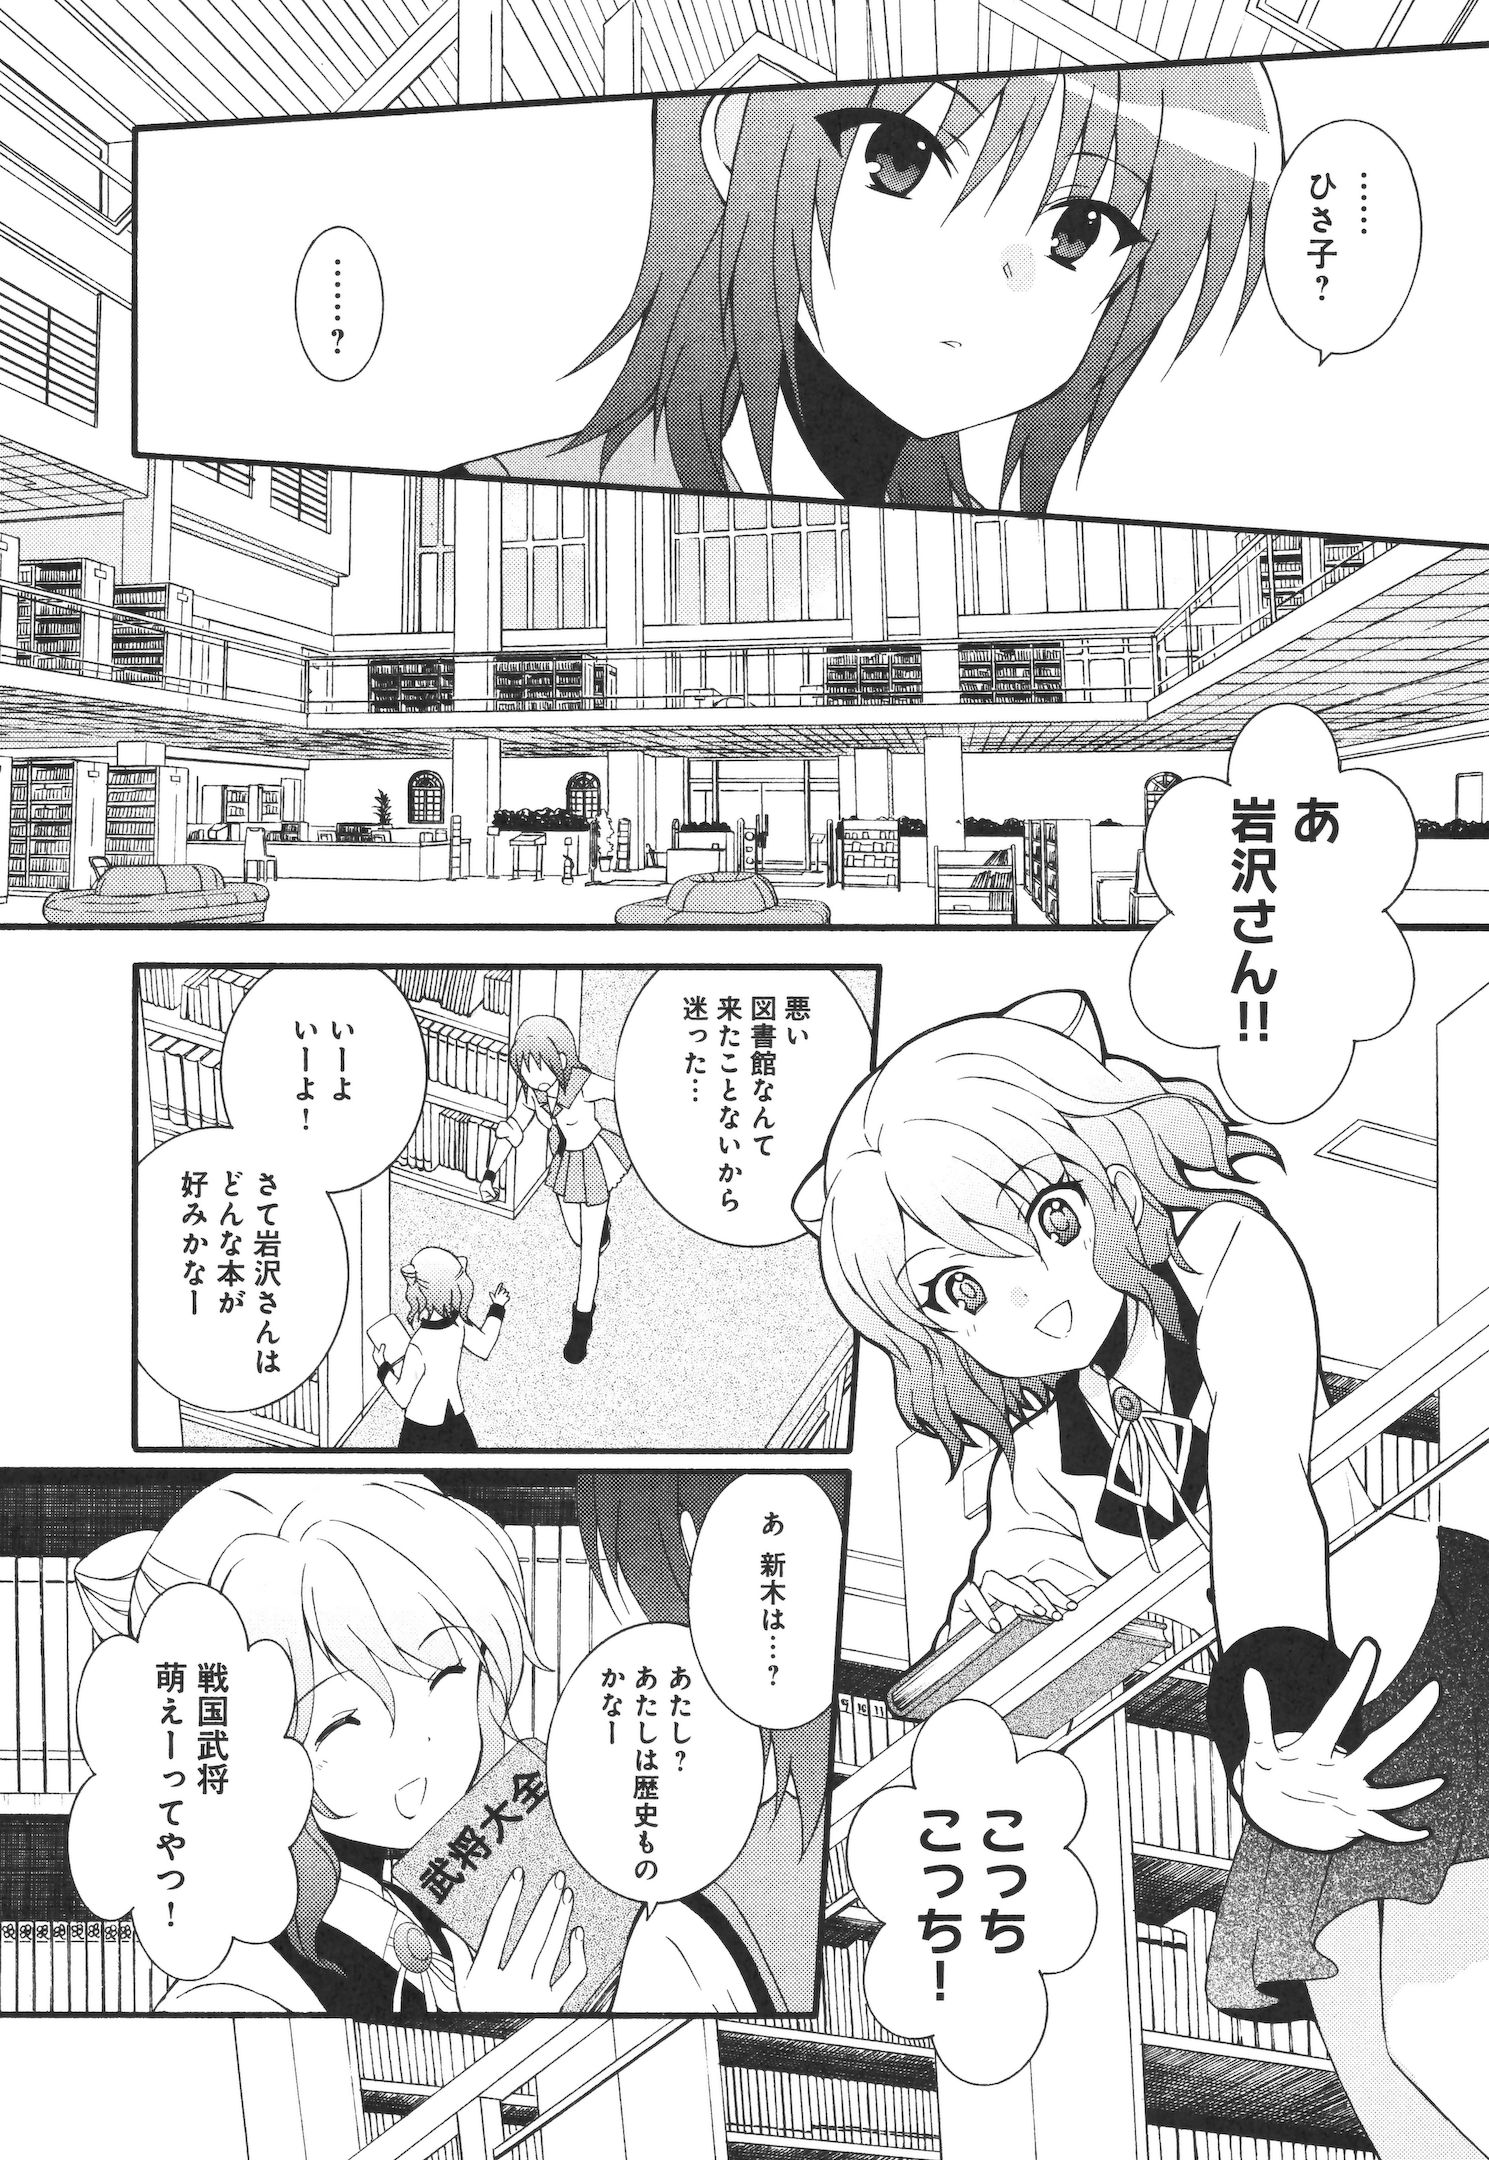 ……
ひさ子?
……?
あ
岩沢さん!!
こっち
こっち!
悪い
図書館なんて
来たことないから
迷った…
いーよ
いーよ!
さて岩沢さんは
どんな本が
好みかなー
あ 新木は…?
あたし?
あたしは歴史もの
かなー
武将大全
戦国武将
萌えーってやつ!
9 10 11